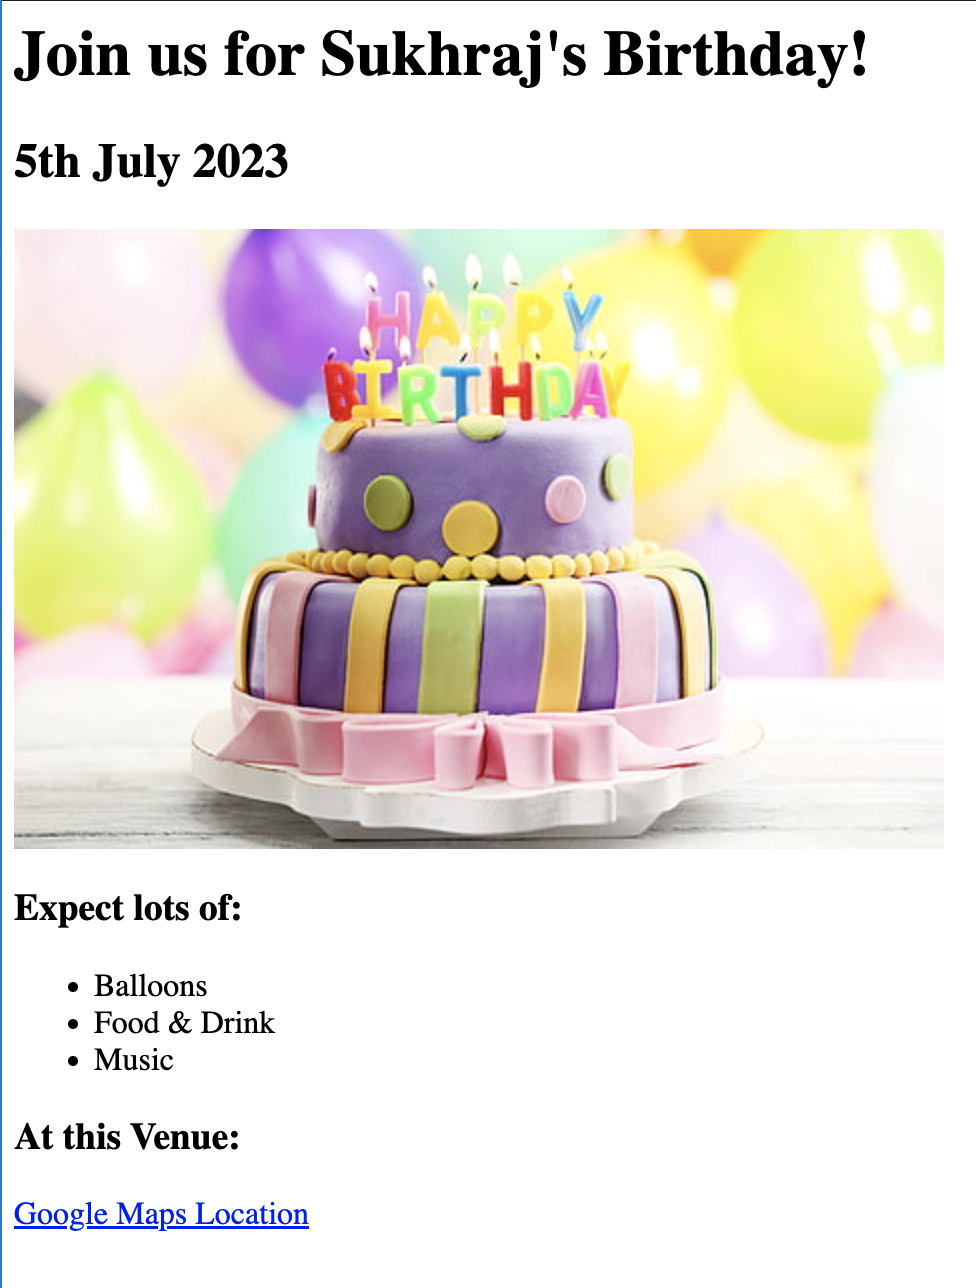 Join us for Sukhraj's Birthday!
5th July 2023
HAPPY
BIRTHDAY
Expect lots of:
Balloons
Food & Drink
Music
At this Venue:
Google Maps Location